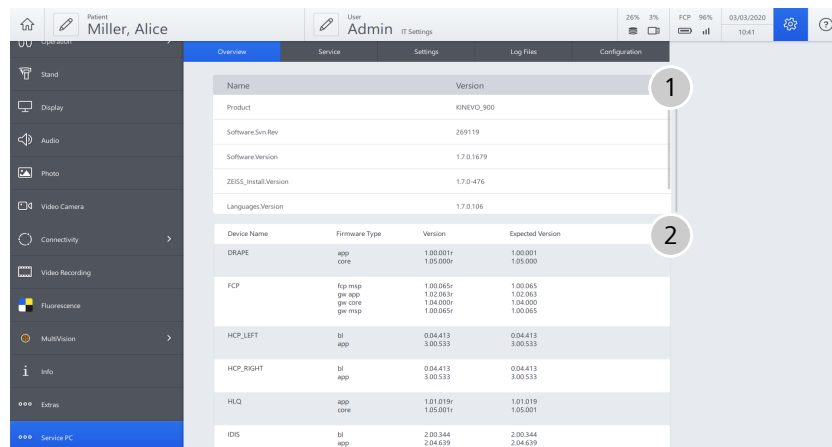 Patient
Miller, Alice
User
Admin IT Settings
26% 3%
FCP 96%
03/03/2020
10:41
?
Operation
Stand
Display
Audio
Photo
Video Camera
Connectivity
Video Recording
Fluorescence
MultiVision
i Info
Extras
Service PC
Overview Service Settings Log Files Configuration
Name Version
1
Product KINEVO_900
Software.Svn.Rev 269119
Software.Version 1.7.0.1679
ZEISS_Install.Version 1.7.0-476
Languages.Version 1.7.0.106
2
Device Name Firmware Type Version Expected Version
DRAPE app 1.00.001r 1.00.001
core 1.05.000r 1.05.000
FCP fcp msp 1.00.065r 1.00.065
gw app 1.02.063r 1.02.063
gw core 1.04.000r 1.04.000
gw msp 1.00.065r 1.00.065
HCP_LEFT bl 0.04.413 0.04.413
app 3.00.533 3.00.533
HCP_RIGHT bl 0.04.413 0.04.413
app 3.00.533 3.00.533
HLQ app 1.01.019r 1.01.019
core 1.05.001r 1.05.001
IDIS bl 2.00.344 2.00.344
app 2.04.639 2.04.639